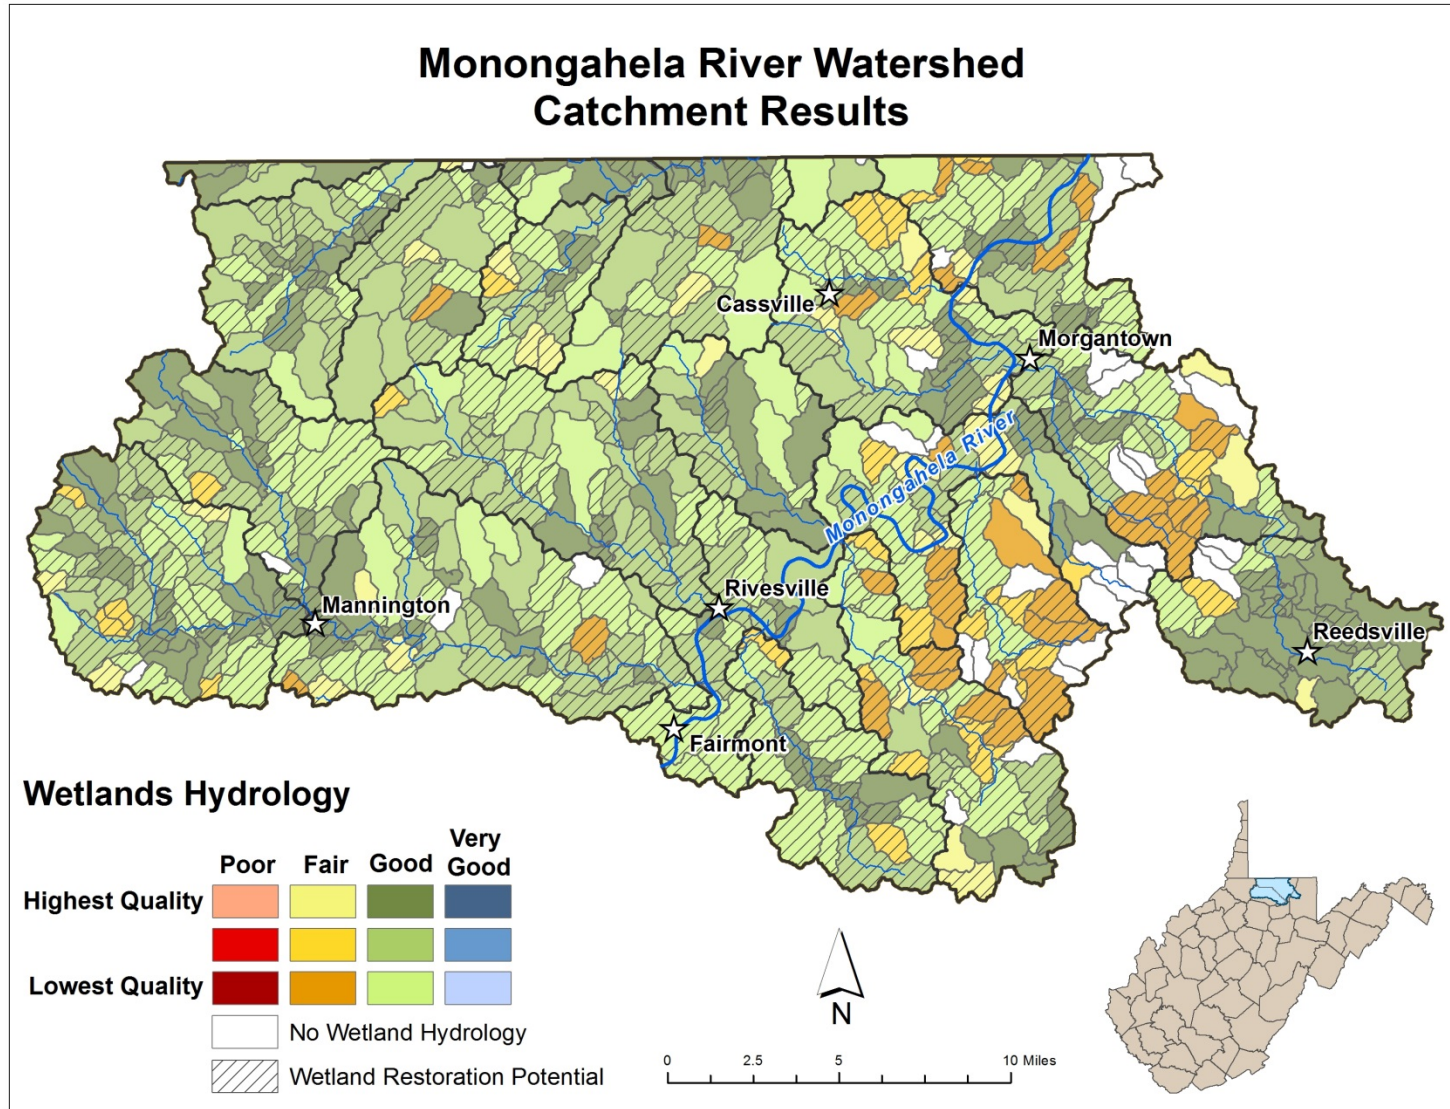 Monongahela River Watershed
Catchment Results
Cassville
Morgantown
Monongahela River
Rivesville
Mannington
Reedsville
Fairmont
Wetlands Hydrology
Poor Fair Good Very Good
Highest Quality
Lowest Quality
No Wetland Hydrology
Wetland Restoration Potential
N
0 2.5 5 10 Miles